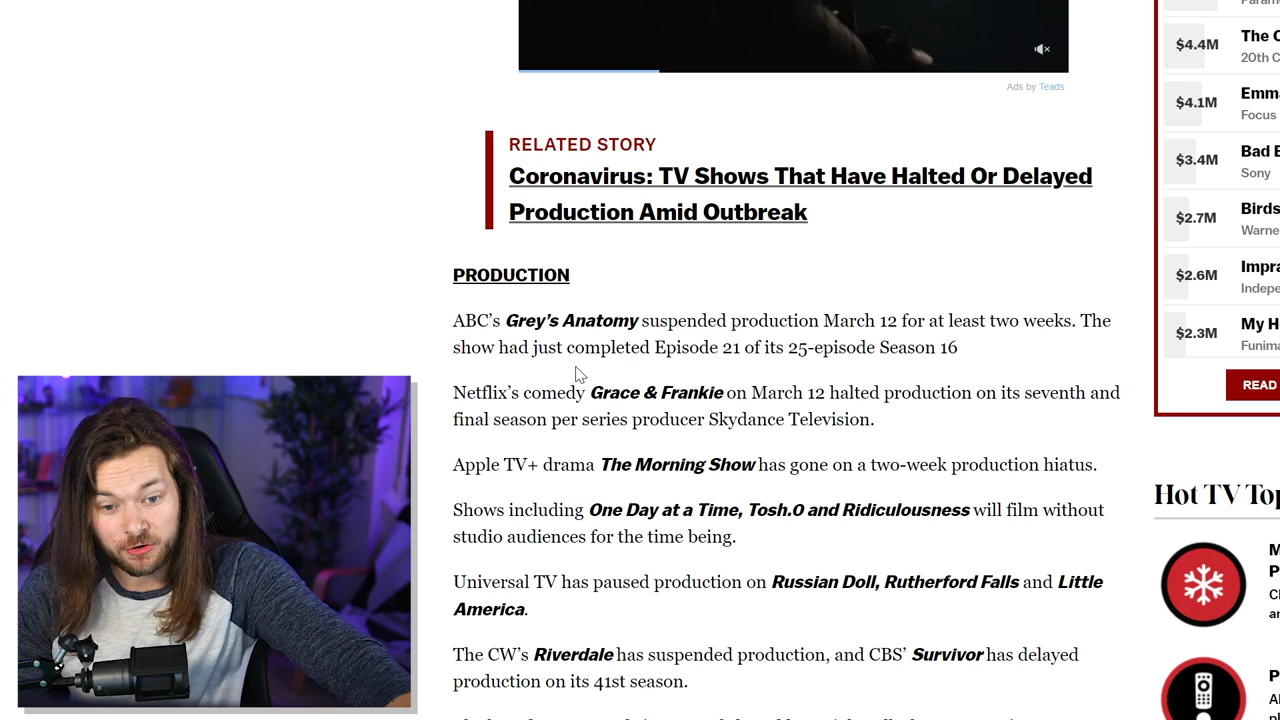 Ads by Teads
RELATED STORY
Coronavirus: TV Shows That Have Halted Or Delayed
Production Amid Outbreak
PRODUCTION
ABC's Grey's Anatomy suspended production March 12 for at least two weeks. The
show had just completed Episode 21 of its 25-episode Season 16
Netflix's comedy Grace & Frankie on March 12 halted production on its seventh and
final season per series producer Skydance Television.
Apple TV+ drama The Morning Show has gone on a two-week production hiatus.
Shows including One Day at a Time, Tosh.0 and Ridiculousness will film without
studio audiences for the time being.
Universal TV has paused production on Russian Doll, Rutherford Falls and Little
America.
The CW's Riverdale has suspended production, and CBS' Survivor has delayed
production on its 41st season.
$4.4M
The C
20th C
$4.1M
Emma
Focus
$3.4M
Bad B
Sony
$2.7M
Birds
Warne
$2.6M
Impra
Indepe
$2.3M
My H
Funima
READ
Hot TV Top